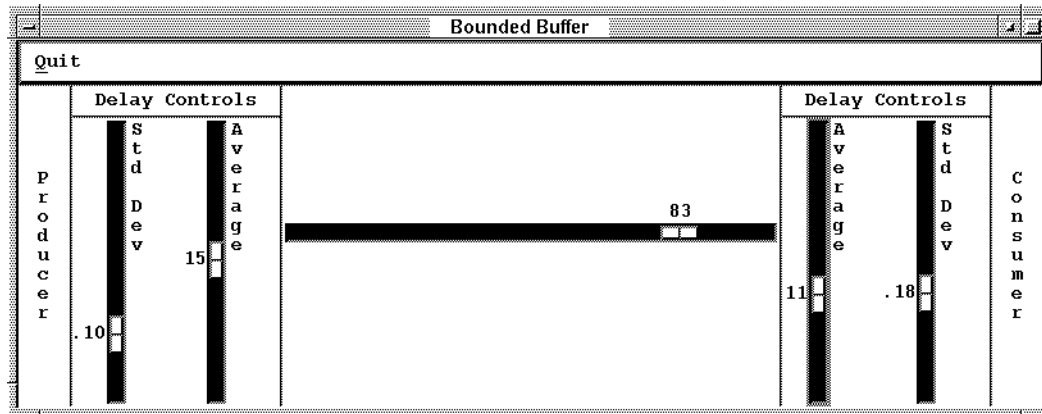 Bounded Buffer
Quit
Producer
Delay Controls
Std Dev
.10
Average
15
83
Delay Controls
Average
11
Std Dev
.18
Consumer